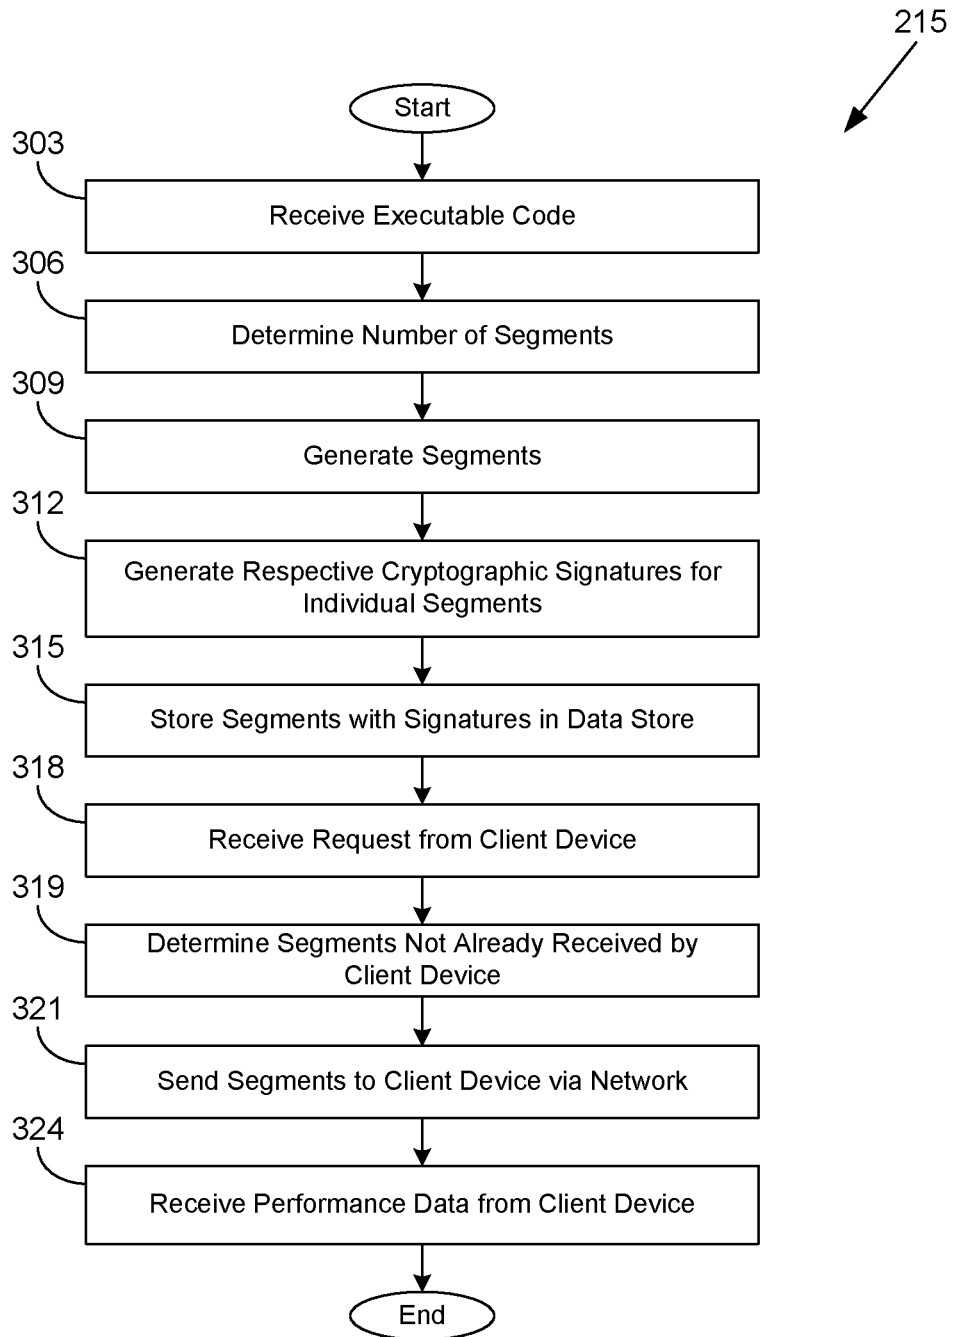 215
Start
303
Receive Executable Code
306
Determine Number of Segments
309
Generate Segments
312
Generate Respective Cryptographic Signatures for
Individual Segments
315
Store Segments with Signatures in Data Store
318
Receive Request from Client Device
319
Determine Segments Not Already Received by
Client Device
321
Send Segments to Client Device via Network
324
Receive Performance Data from Client Device
End